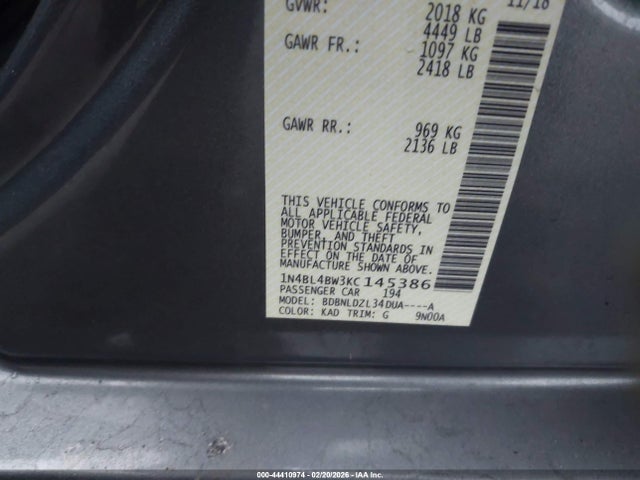 GVWR: 2018 KG 11/18
4449 LB
GAWR FR.: 1097 KG
2418 LB
GAWR RR.: 969 KG
2136 LB
THIS VEHICLE CONFORMS TO
ALL APPLICABLE FEDERAL
MOTOR VEHICLE SAFETY,
BUMPER, AND THEFT
PREVENTION STANDARDS IN
EFFECT ON THE DATE OF
MANUFACTURE SHOWN ABOVE.
1N4BL4BW3KC145386
PASSENGER CAR 194
MODEL: BDBNLDZL34DUA----A
COLOR: KAD TRIM: G 9N00A
000-44410974 - 02/20/2026 - IAA Inc.